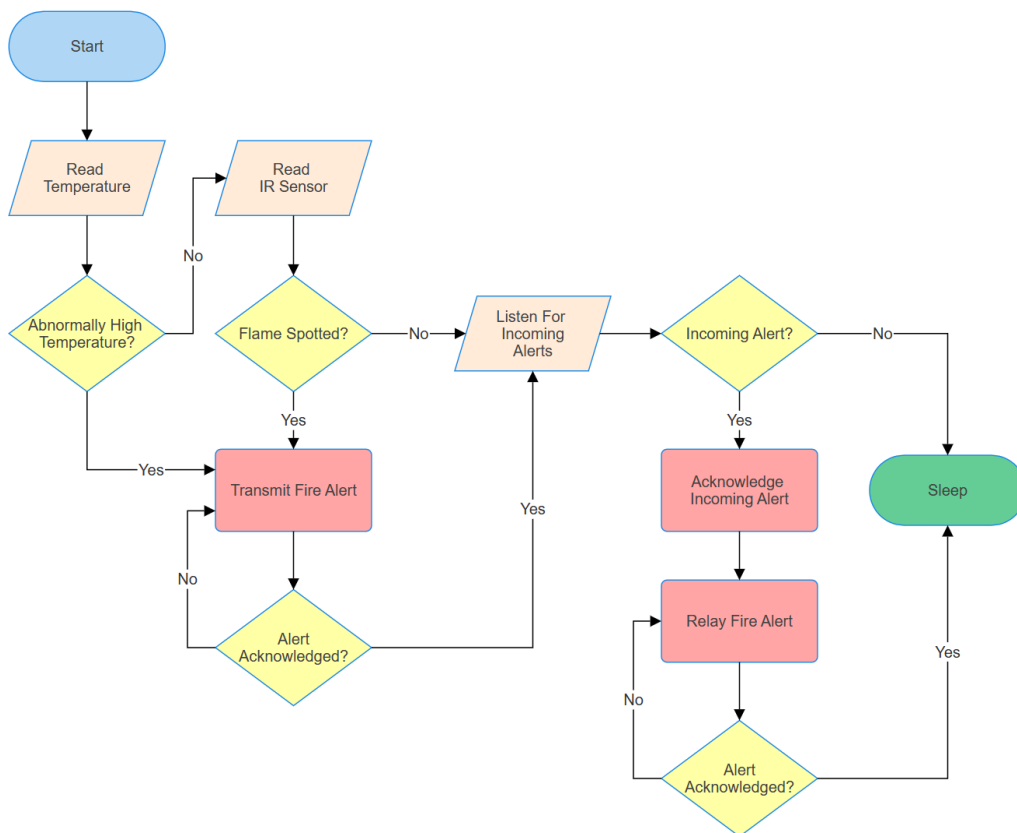 Start
Read
Temperature
Read
IR Sensor
No
Abnormally High
Temperature?
Flame Spotted?
No
Listen For
Incoming
Alerts
Incoming Alert?
No
Yes
Yes
Yes
Transmit Fire Alert
Acknowledge
Incoming Alert
Sleep
Yes
No
Alert
Acknowledged?
Relay Fire Alert
Yes
No
Alert
Acknowledged?